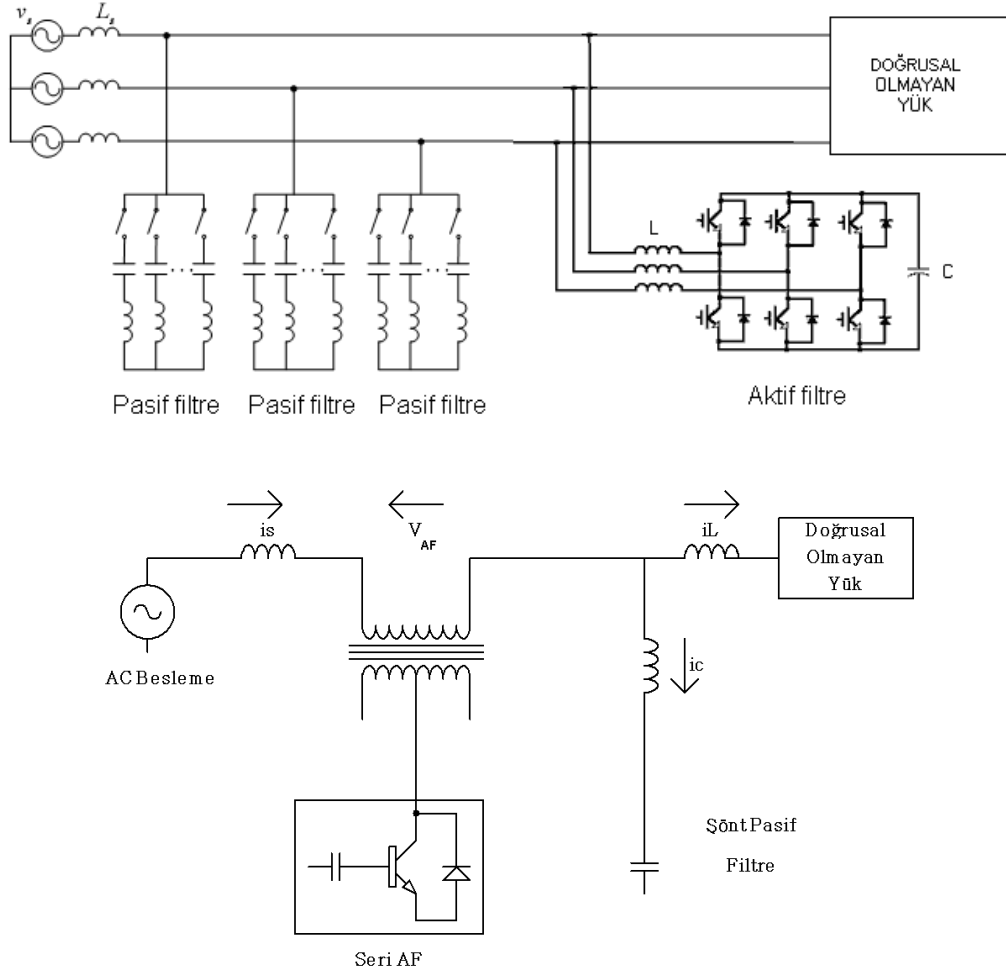 vs Ls
DOĞRUSAL
OLMAYAN
YÜK
L
C
Pasif filtre Pasif filtre Pasif filtre
Aktif filtre
is
VAF
iL
Doğrusal
Olmayan
Yük
AC Besleme
ic
Şönt Pasif
Filtre
Seri AF